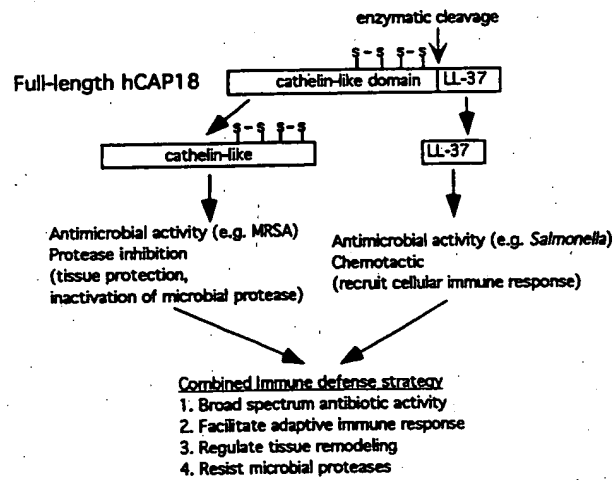 enzymatic cleavage
S-S S-S
Full-length hCAP18
cathelin-like domain
LL-37
S-S S-S
cathelin-like
LL-37
Antimicrobial activity (e.g. MRSA)
Protease inhibition
(tissue protection,
inactivation of microbial protease)
Antimicrobial activity (e.g. Salmonella)
Chemotactic
(recruit cellular immune response)
Combined Immune defense strategy
1. Broad spectrum antibiotic activity
2. Facilitate adaptive immune response
3. Regulate tissue remodeling
4. Resist microbial proteases